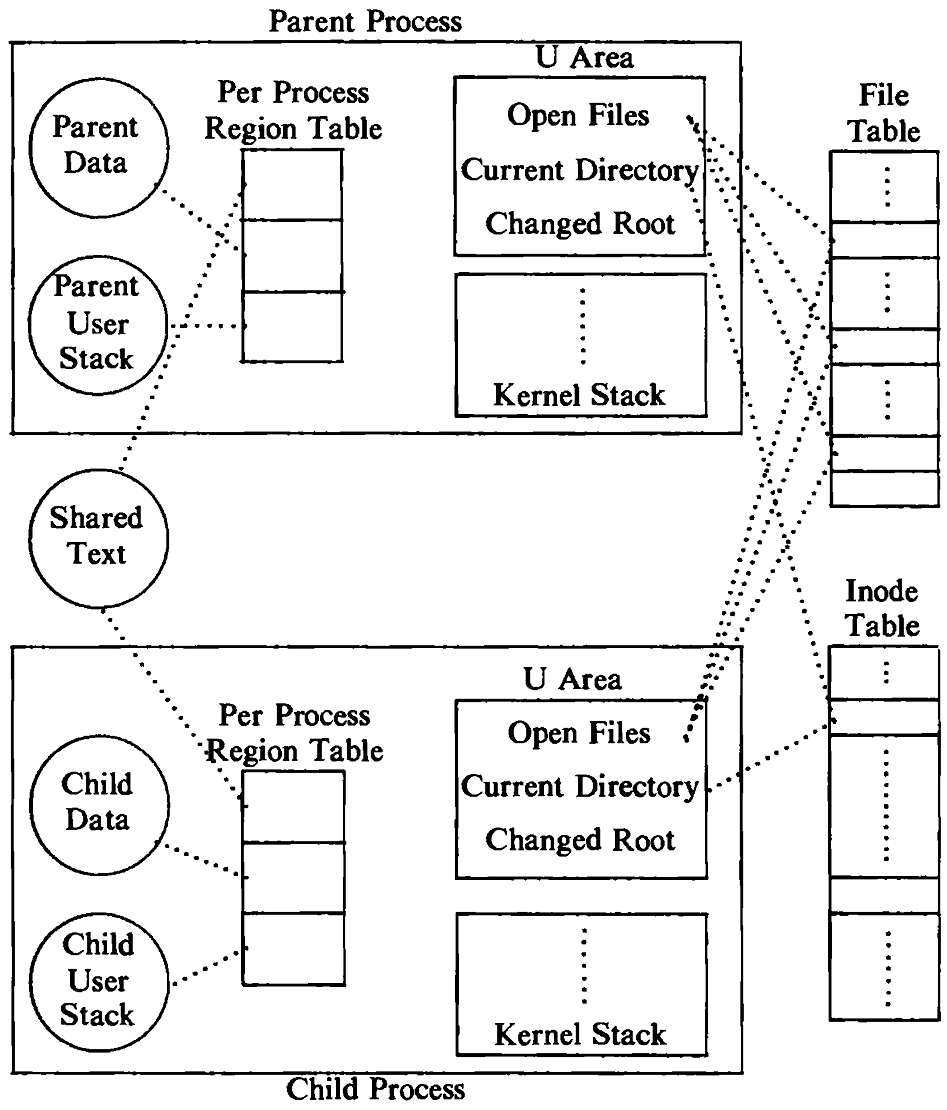 Parent Process
U Area
Parent
Data
Per Process
Region Table
Open Files
Current Directory
Changed Root
File
Table
Parent
User
Stack
Kernel Stack
Shared
Text
Inode
Table
U Area
Per Process
Region Table
Open Files
Current Directory
Changed Root
Child
Data
Child
User
Stack
Kernel Stack
Child Process